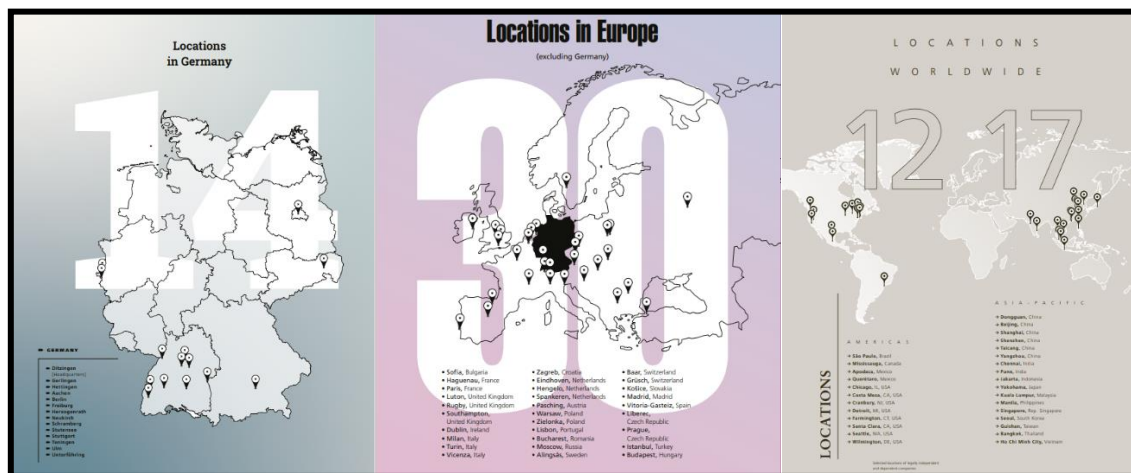 Locations
in Germany
14
GERMANY
Ditzingen
(Headquarters)
Gerlingen
Hettingen
Aachen
Berlin
Freiburg
Herzogenrath
Neukirch
Schramberg
Stutensee
Stuttgart
Teningen
Ulm
Unterföhring
Locations in Europe
(excluding Germany)
30
• Sofia, Bulgaria
• Haguenau, France
• Paris, France
• Luton, United Kingdom
• Rugby, United Kingdom
• Southampton,
United Kingdom
• Dublin, Ireland
• Milan, Italy
• Turin, Italy
• Vicenza, Italy
• Zagreb, Croatia
• Eindhoven, Netherlands
• Hengelo, Netherlands
• Spankeren, Netherlands
• Pasching, Austria
• Warsaw, Poland
• Zielonka, Poland
• Lisbon, Portugal
• Bucharest, Romania
• Moscow, Russia
• Alingsås, Sweden
• Baar, Switzerland
• Grüsch, Switzerland
• Košice, Slovakia
• Madrid, Madrid
• Vitoria-Gasteiz, Spain
• Liberec,
Czech Republic
• Prague,
Czech Republic
• Istanbul, Turkey
• Budapest, Hungary
LOCATIONS
WORLDWIDE
12 17
LOCATIONS
AMERICAS
São Paulo, Brazil
Mississauga, Canada
Apodaca, Mexico
Querétaro, Mexico
Chicago, IL, USA
Costa Mesa, CA, USA
Cranbury, NJ, USA
Detroit, MI, USA
Farmington, CT, USA
Santa Clara, CA, USA
Seattle, WA, USA
Wilmington, DE, USA
ASIA-PACIFIC
Dongguan, China
Beijing, China
Shanghai, China
Shenzhen, China
Taicang, China
Yangzhou, China
Chennai, India
Pune, India
Jakarta, Indonesia
Yokohama, Japan
Kuala Lumpur, Malaysia
Manila, Philippines
Singapore, Rep. Singapore
Seoul, South Korea
Guishan, Taiwan
Bangkok, Thailand
Ho Chi Minh City, Vietnam